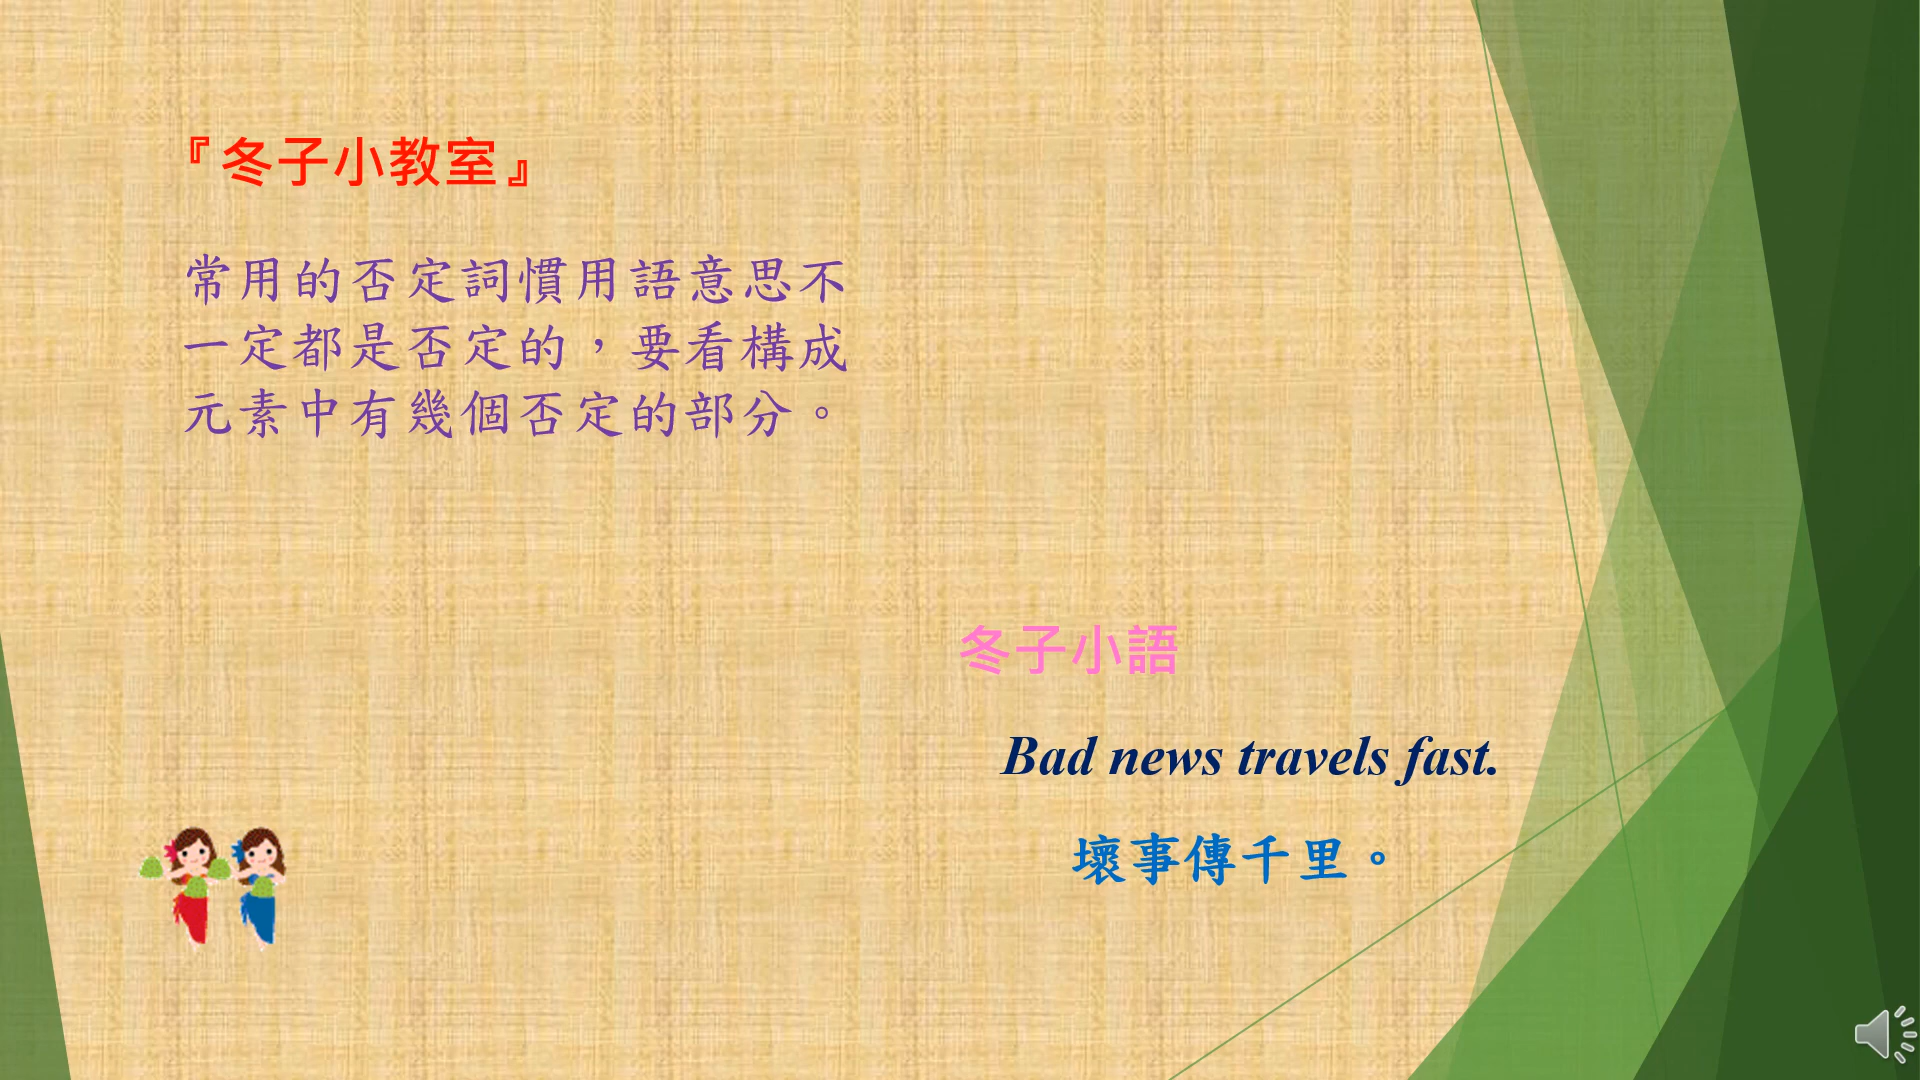 『冬子小教室』
常用的否定詞慣用語意思不
一定都是否定的，要看構成
元素中有幾個否定的部分。
冬子小語
Bad news travels fast.
壞事傳千里。